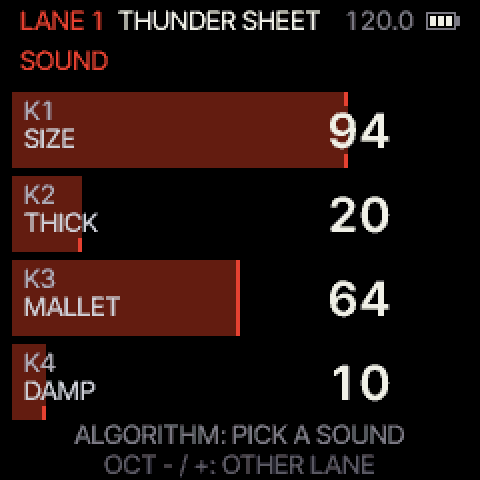 LANE 1 THUNDER SHEET 120.0
SOUND
K1
SIZE 94
K2
THICK 20
K3
MALLET 64
K4
DAMP 10
ALGORITHM: PICK A SOUND
OCT - / +: OTHER LANE